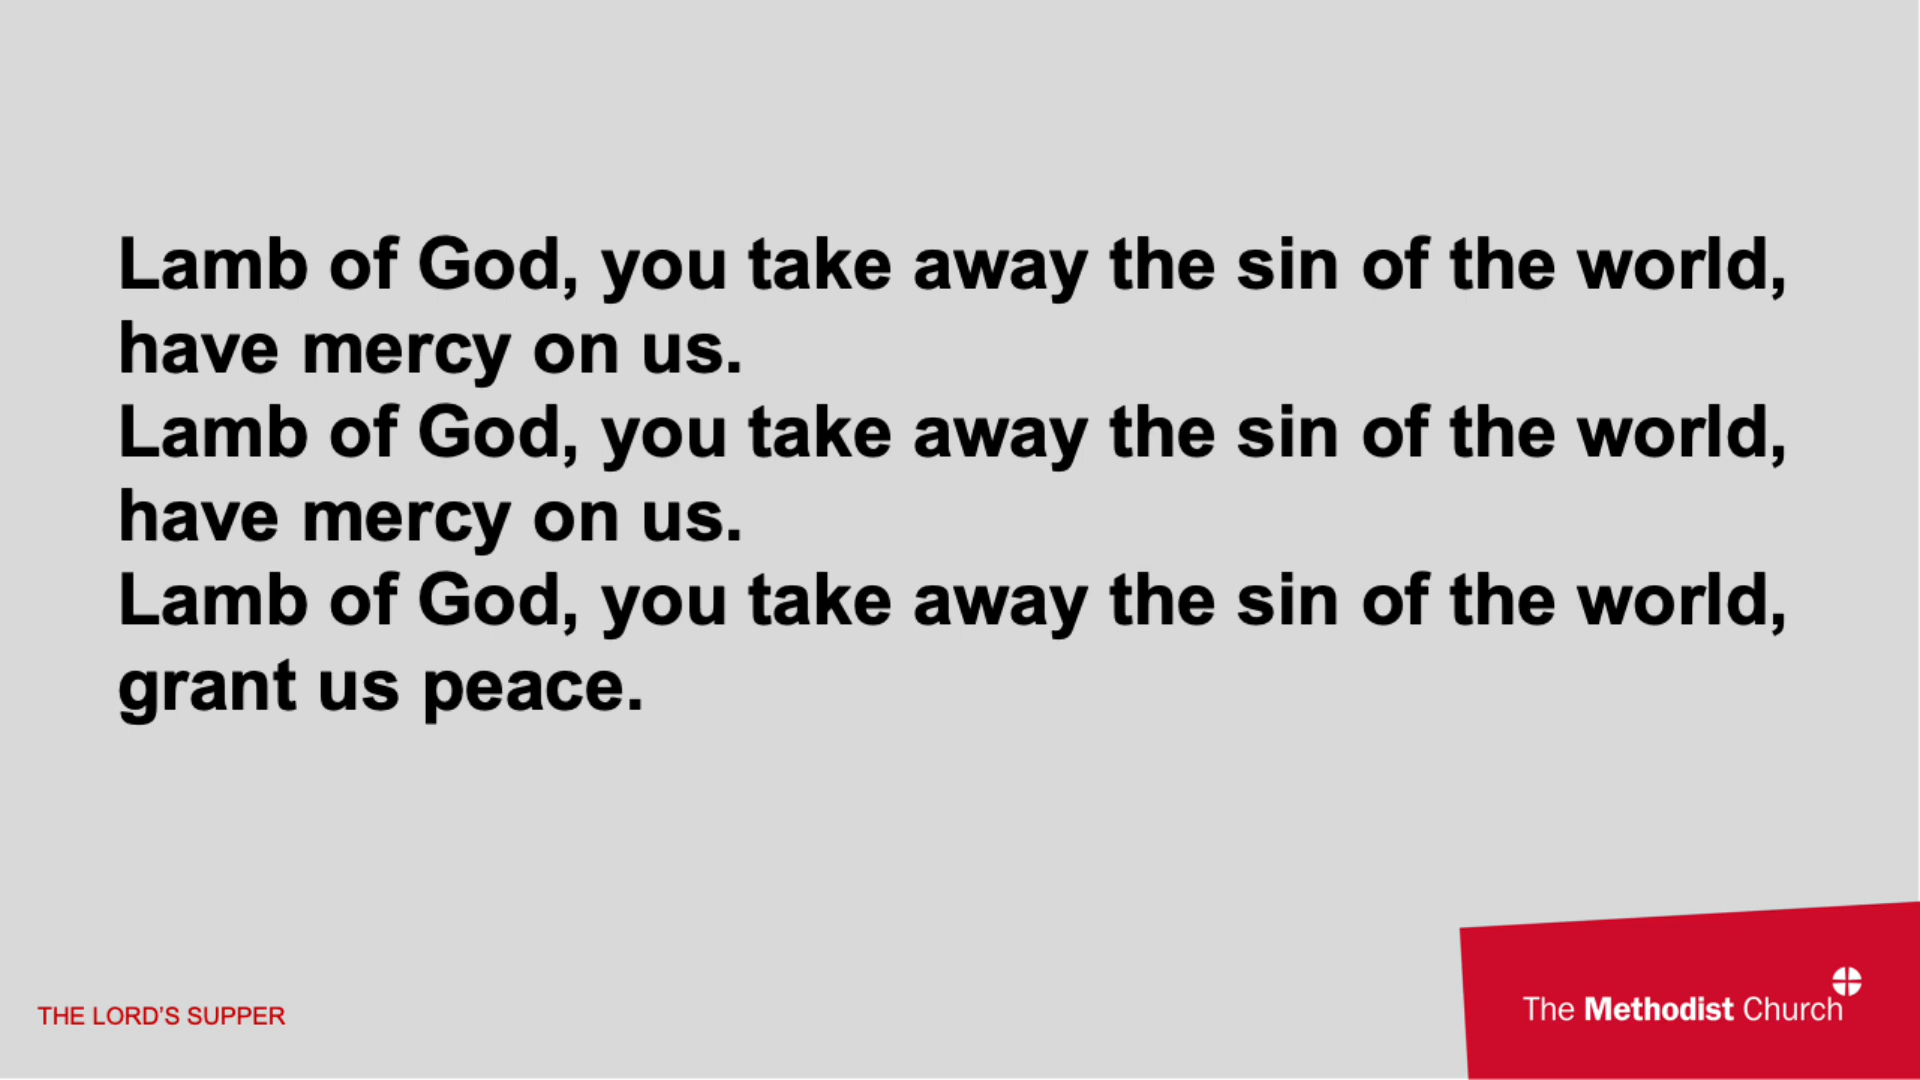 Lamb of God, you take away the sin of the world,
have mercy on us.
Lamb of God, you take away the sin of the world,
have mercy on us.
Lamb of God, you take away the sin of the world,
grant us peace.
THE LORD’S SUPPER
The Methodist Church